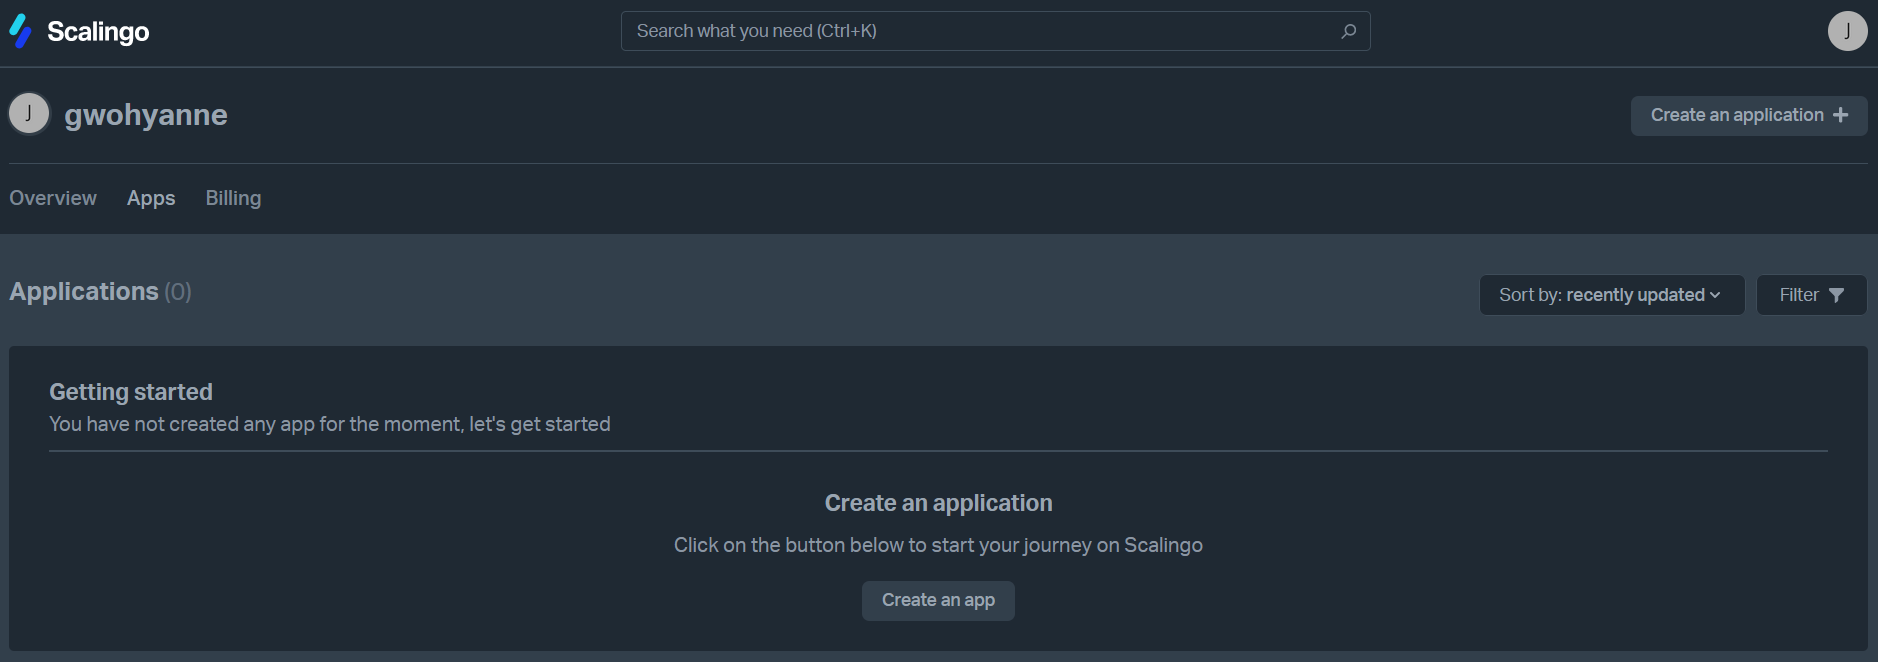 Scalingo
Search what you need (Ctrl+K)
J
J
gwohyanne
Create an application
Overview Apps Billing
Applications (0)
Sort by: recently updated
Filter
Getting started
You have not created any app for the moment, let's get started
Create an application
Click on the button below to start your journey on Scalingo
Create an app